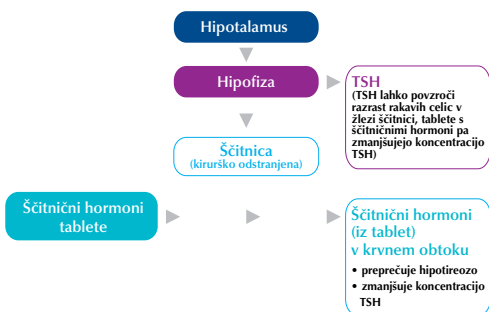 Hipotalamus
Hipofiza
TSH
(TSH lahko povzroči
razrast rakavih celic v
žlezi ščitnici, tablete s
ščitničnimi hormoni pa
zmanjšujejo koncentracijo
TSH)
Ščitnica
(kirurško odstranjena)
Ščitnični hormoni
tablete
Ščitnični hormoni
(iz tablet)
v krvnem obtoku
• preprečuje hipotireozo
• zmanjšuje koncentracijo
TSH